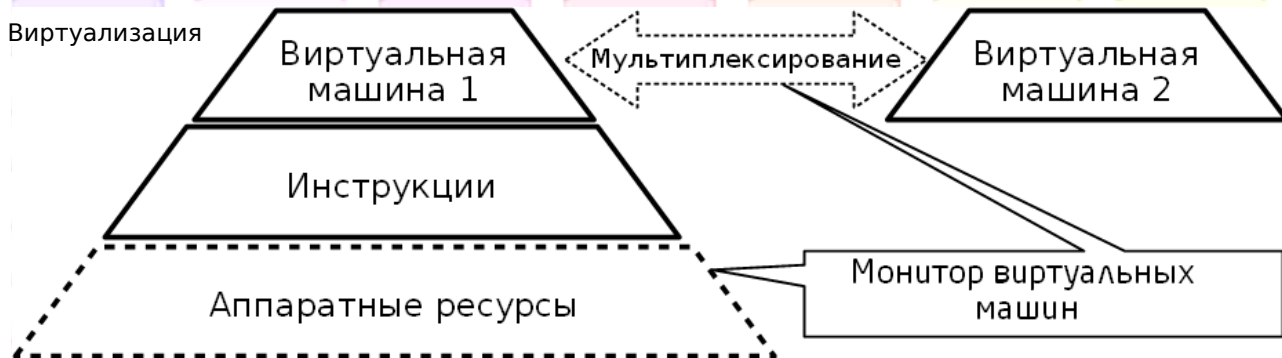 Виртуализация
Виртуальная
машина 1
Мультиплексирование
Виртуальная
машина 2
Инструкции
Аппаратные ресурсы
Монитор виртуальных
машин